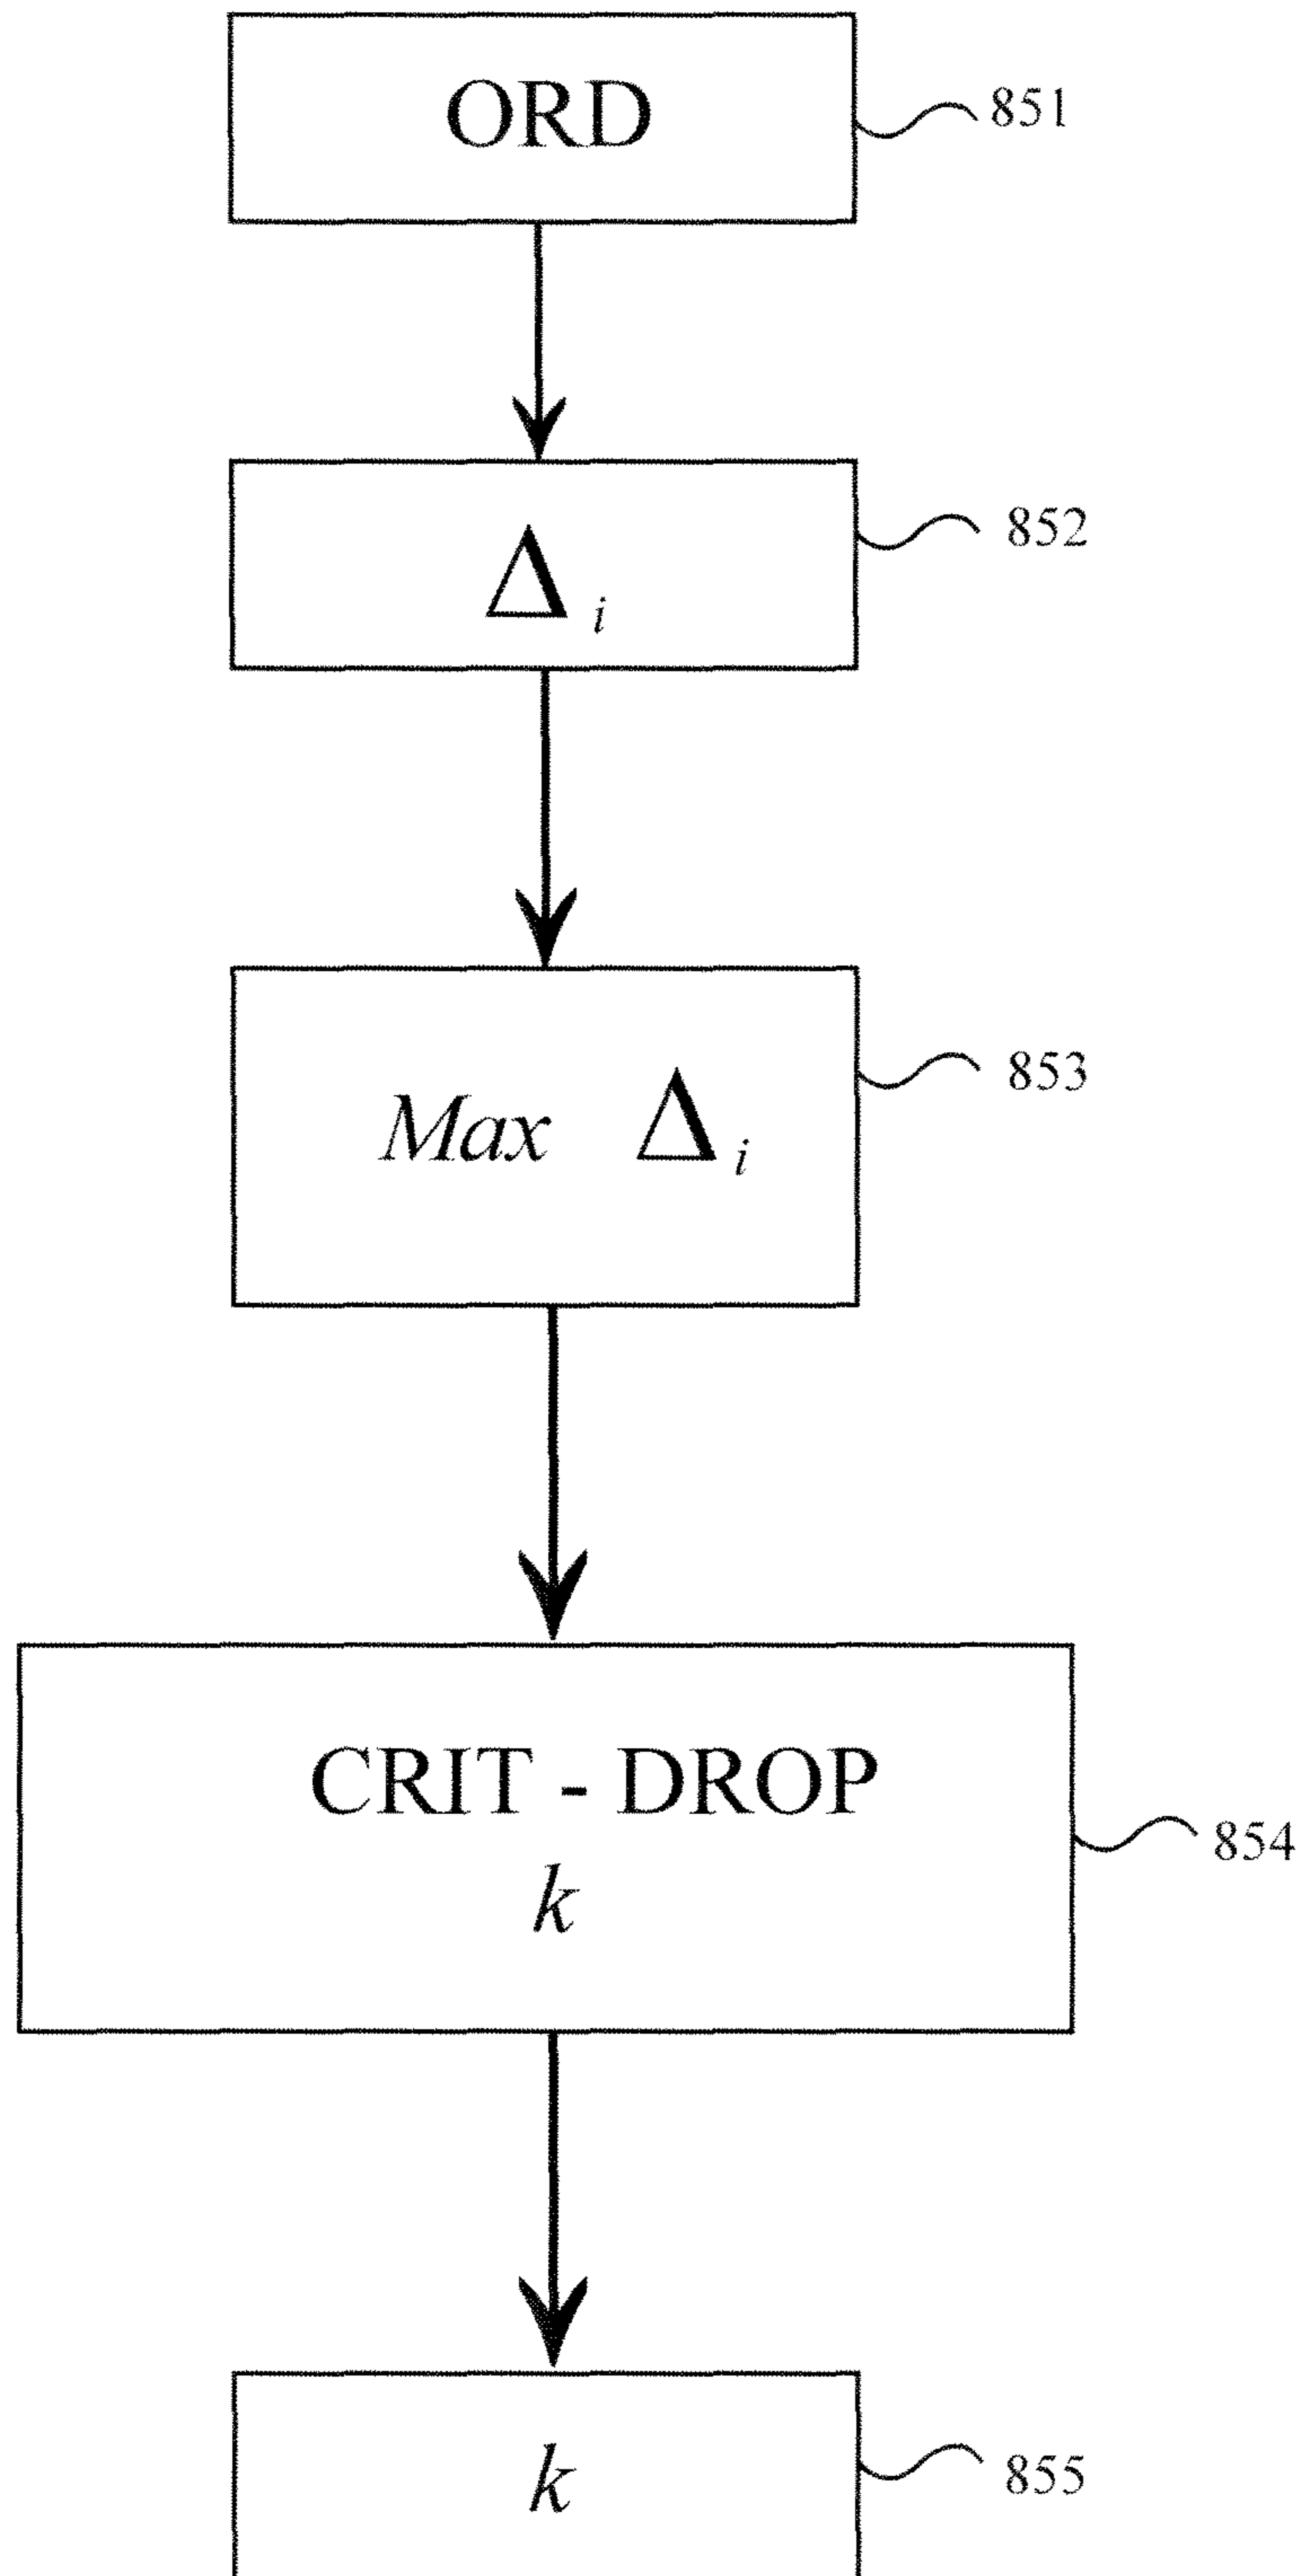 ORD 851
Δ i 852
Max Δ i 853
CRIT - DROP
k 854
k 855